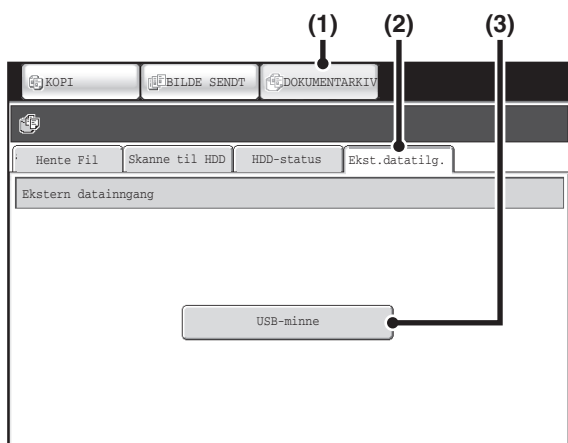 (1) (2) (3)
KOPI BILDE SENDT DOKUMENTARKIV
Hente Fil Skanne til HDD HDD-status Ekst.datatilg.
Ekstern datainngang
USB-minne